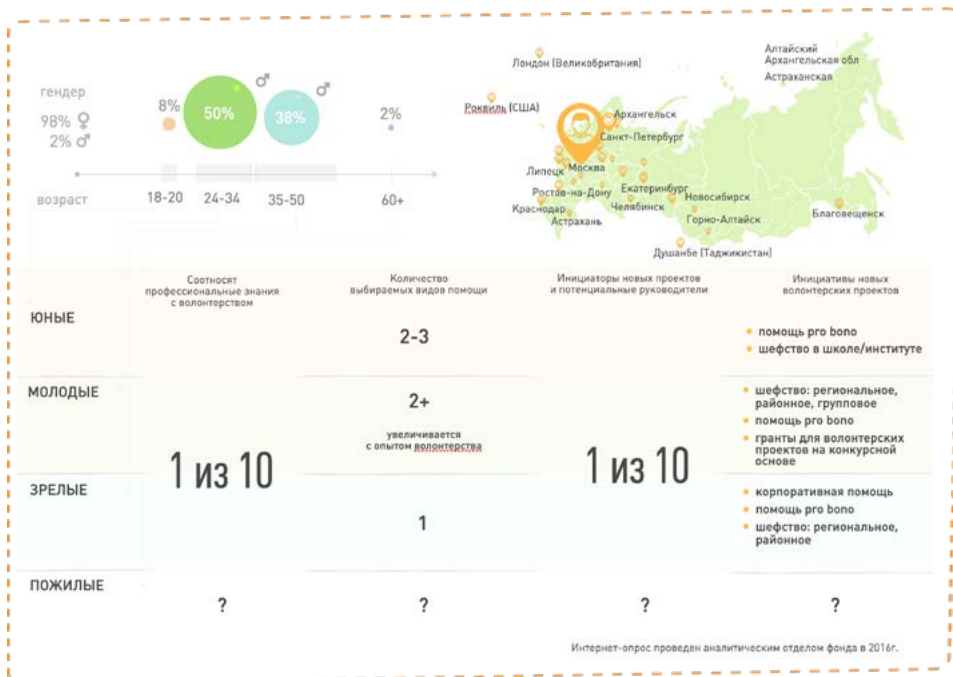 гендер
98% ♀
2% ♂
8%
50%
♂
38%
♂
2%
возраст
18-20
24-34
35-50
60+
Лондон (Великобритания)
Алтайский
Архангельская обл
Астраханская
Роквиль (США)
Архангельск
Санкт-Петербург
Липецк
Москва
Ростов-на-Дону
Екатеринбург
Новосибирск
Краснодар
Челябинск
Астрахань
Горно-Алтайск
Благовещенск
Душанбе (Таджикистан)
Соотносят
профессиональные знания
с волонтерством
Количество
выбираемых видов помощи
Инициаторы новых проектов
и потенциальные руководители
Инициативы новых
волонтерских проектов
ЮНЫЕ
2-3
помощь pro bono
шефство в школе/институте
МОЛОДЫЕ
2+
увеличивается
с опытом волонтерства
шефство: региональное,
районное, групповое
помощь pro bono
гранты для волонтерских
проектов на конкурсной
основе
1 из 10
1 из 10
ЗРЕЛЫЕ
1
корпоративная помощь
помощь pro bono
шефство: региональное,
районное
ПОЖИЛЫЕ
?
?
?
?
Интернет-опрос проведен аналитическим отделом фонда в 2016г.